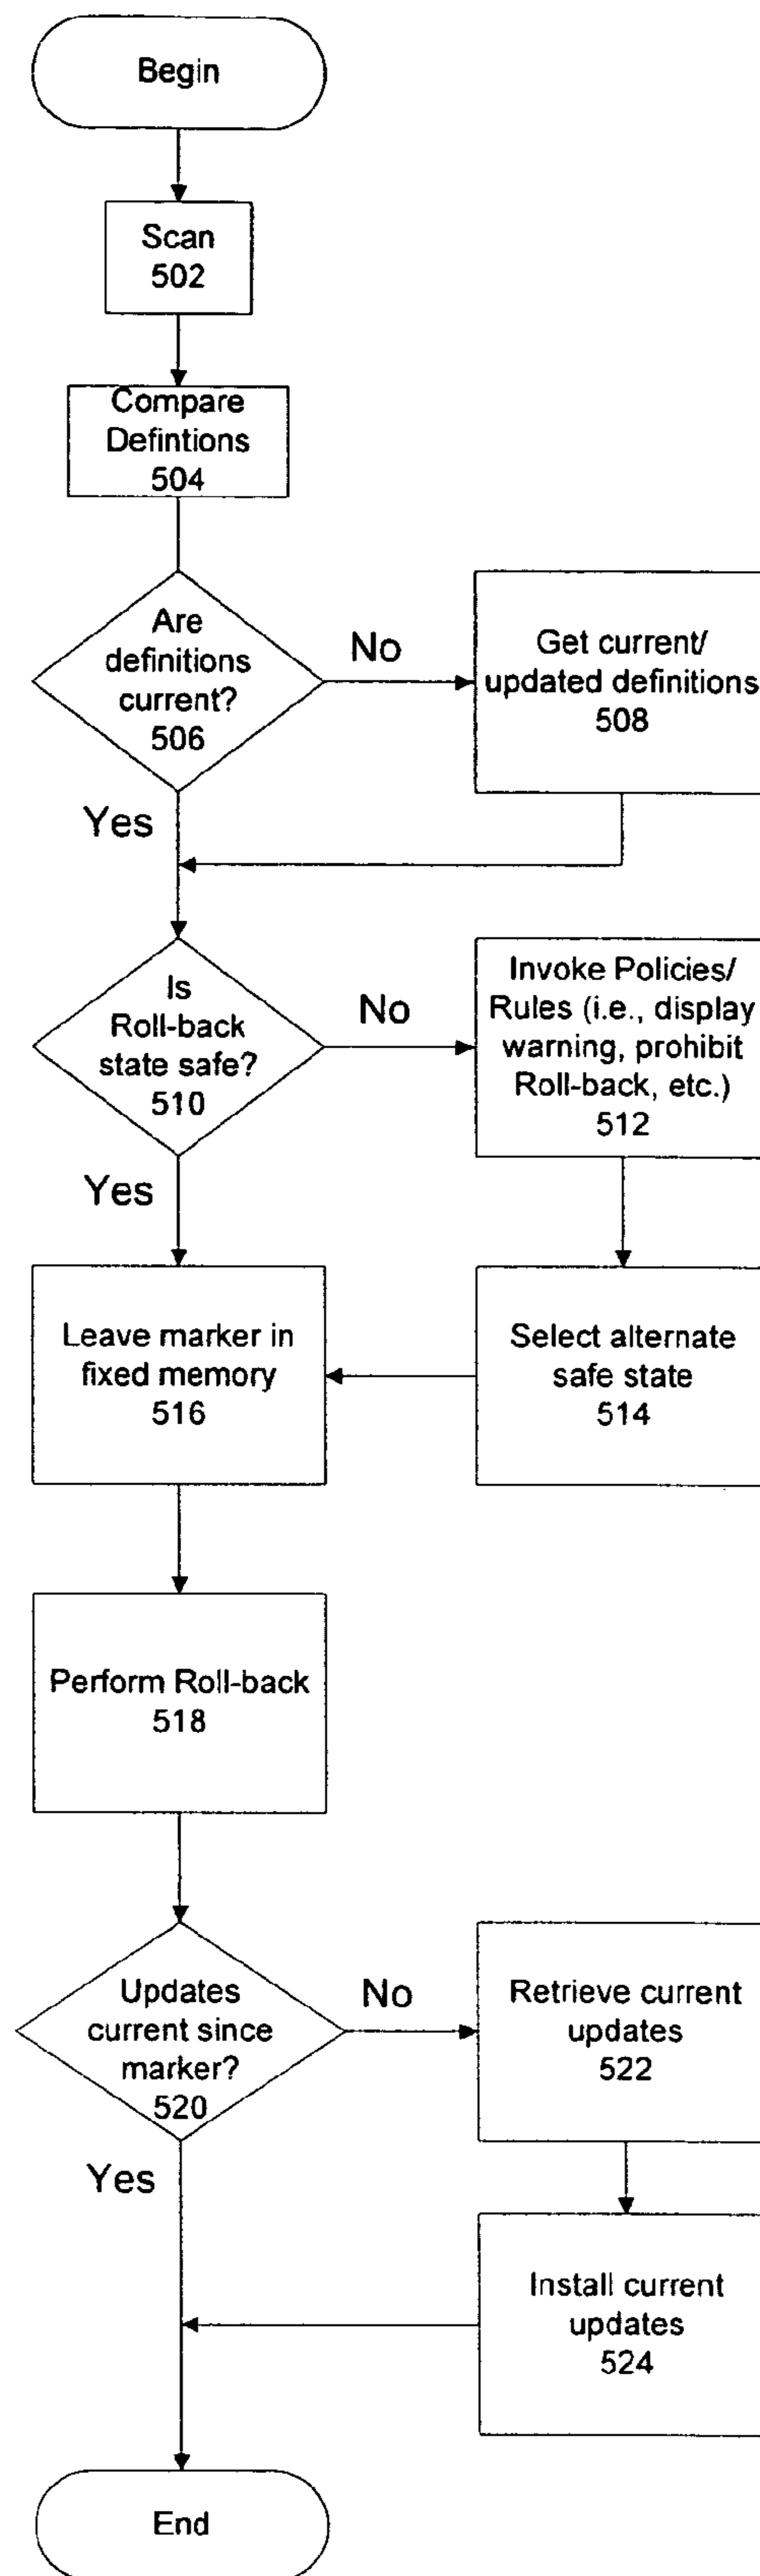 Begin
Scan
502
Compare
Defintions
504
Are
definitions
current?
506
No
Get current/
updated definitions
508
Yes
Is
Roll-back
state safe?
510
No
Invoke Policies/
Rules (i.e., display
warning, prohibit
Roll-back, etc.)
512
Yes
Leave marker in
fixed memory
516
Select alternate
safe state
514
Perform Roll-back
518
Updates
current since
marker?
520
No
Retrieve current
updates
522
Yes
Install current
updates
524
End